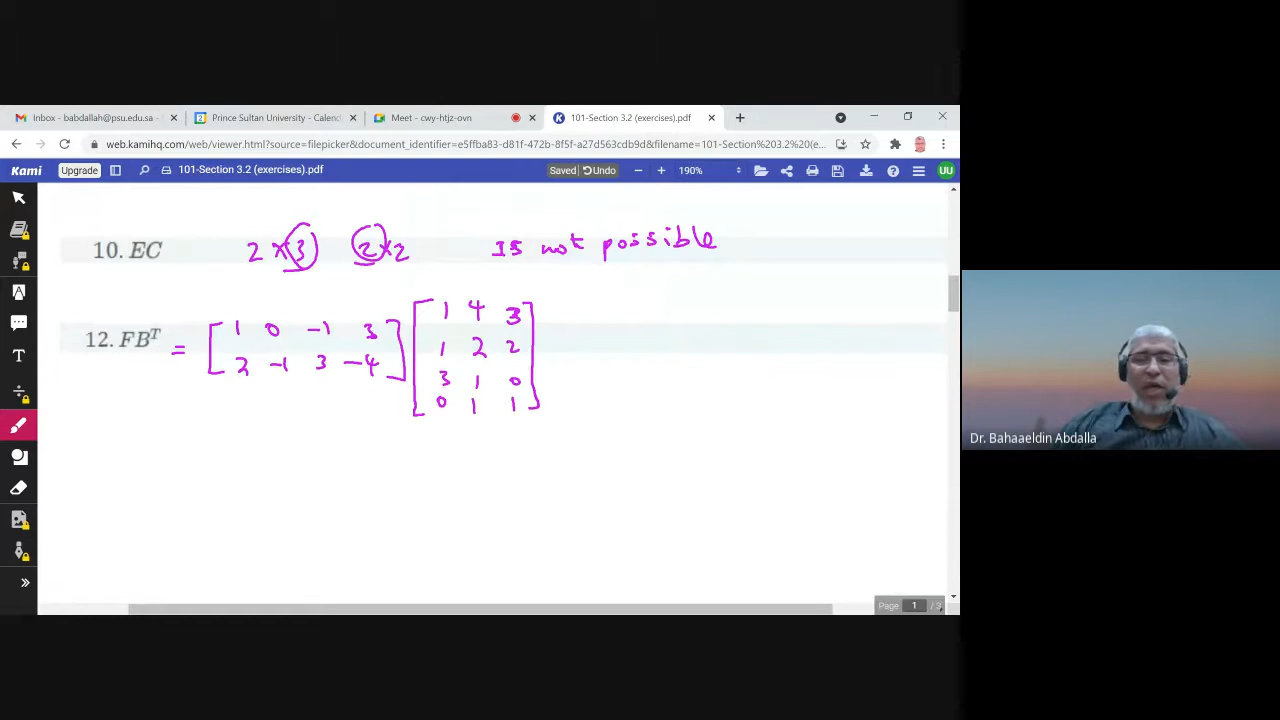 Inbox - babdallah@psu.edu.sa -
Prince Sultan University - Calend
Meet - cwy-htjz-ovn
101-Section 3.2 (exercises).pdf
web.kamihq.com/web/viewer.html?source=filepicker&document_identifier=e5ffba83-d81f-472b-8f5f-a27d563cdb9d&filename=101-Section%203.2%20(e...
Kami Upgrade 101-Section 3.2 (exercises).pdf Saved Undo 190% UU
10. EC 2 × 3 2 × 2 Is not possible
12. FB^T =
1 0 -1 3
2 -1 3 -4
1 4 3
1 2 2
3 1 0
0 1 1
Dr. Bahaaeldin Abdalla
Page 1